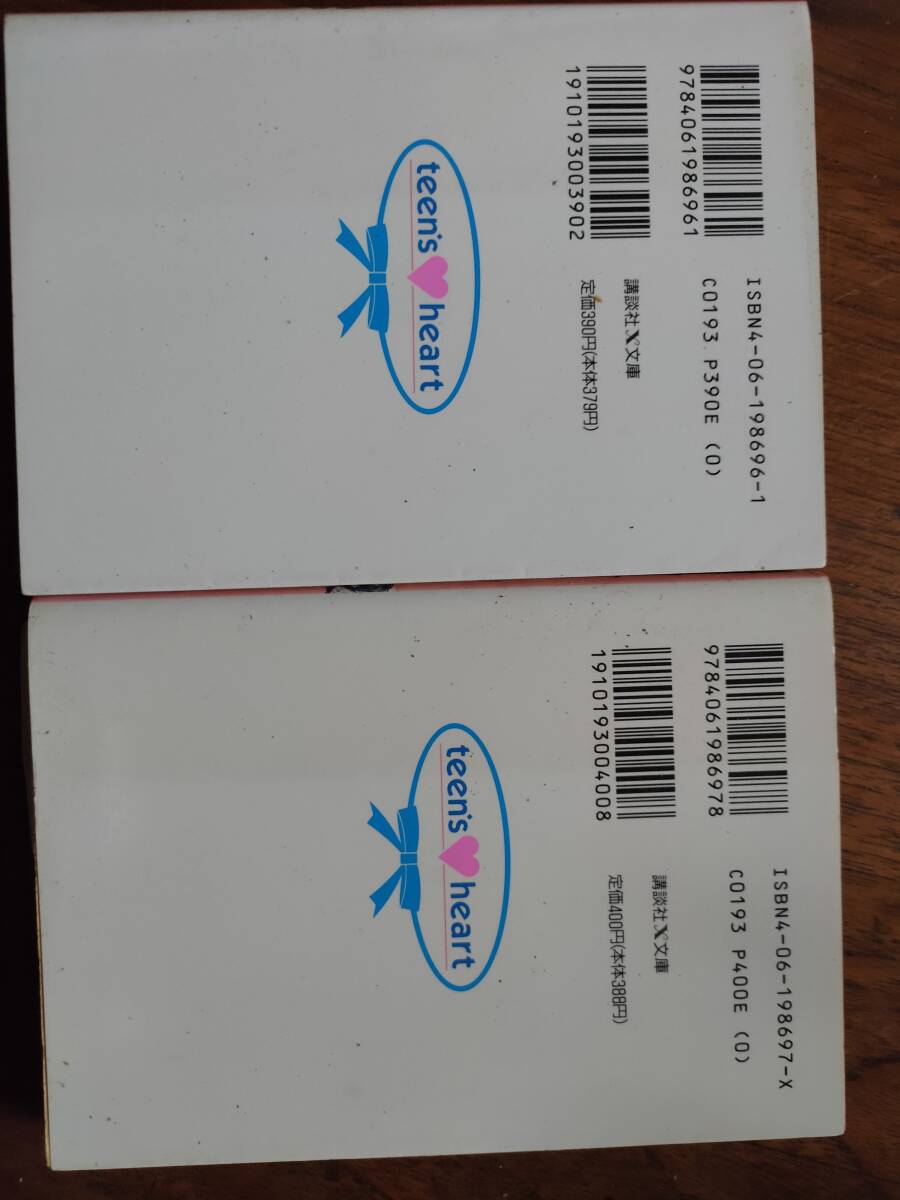 9784061986961
1910193003902
ISBN4-06-198696-1
C0193 P390E (0)
講談社X文庫
定価390円(本体379円)
teen's heart
9784061986978
1910193004008
ISBN4-06-198697-X
C0193 P400E (0)
講談社X文庫
定価400円(本体388円)
teen's heart